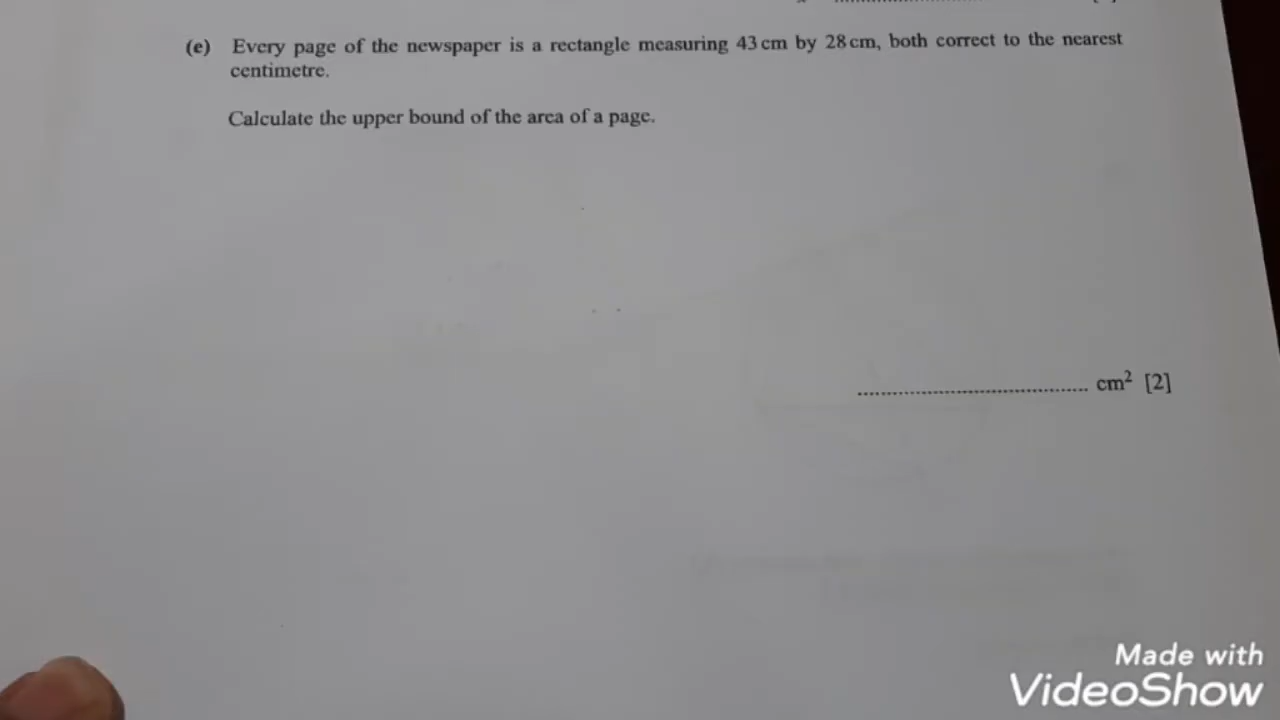 (e) Every page of the newspaper is a rectangle measuring 43 cm by 28 cm, both correct to the nearest
centimetre.
Calculate the upper bound of the area of a page.
........................................ cm² [2]
Made with
VideoShow